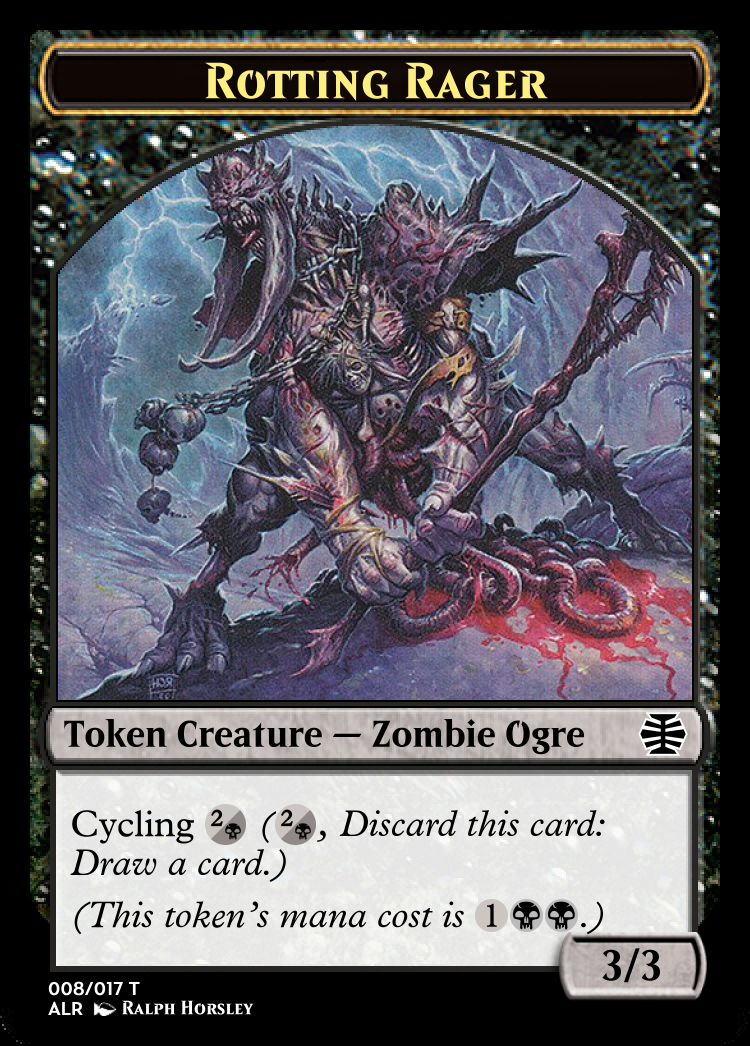 Rotting Rager
Token Creature — Zombie Ogre
Cycling 2 (2, Discard this card:
Draw a card.)
(This token's mana cost is 1.)
3/3
008/017 T
ALR Ralph Horsley